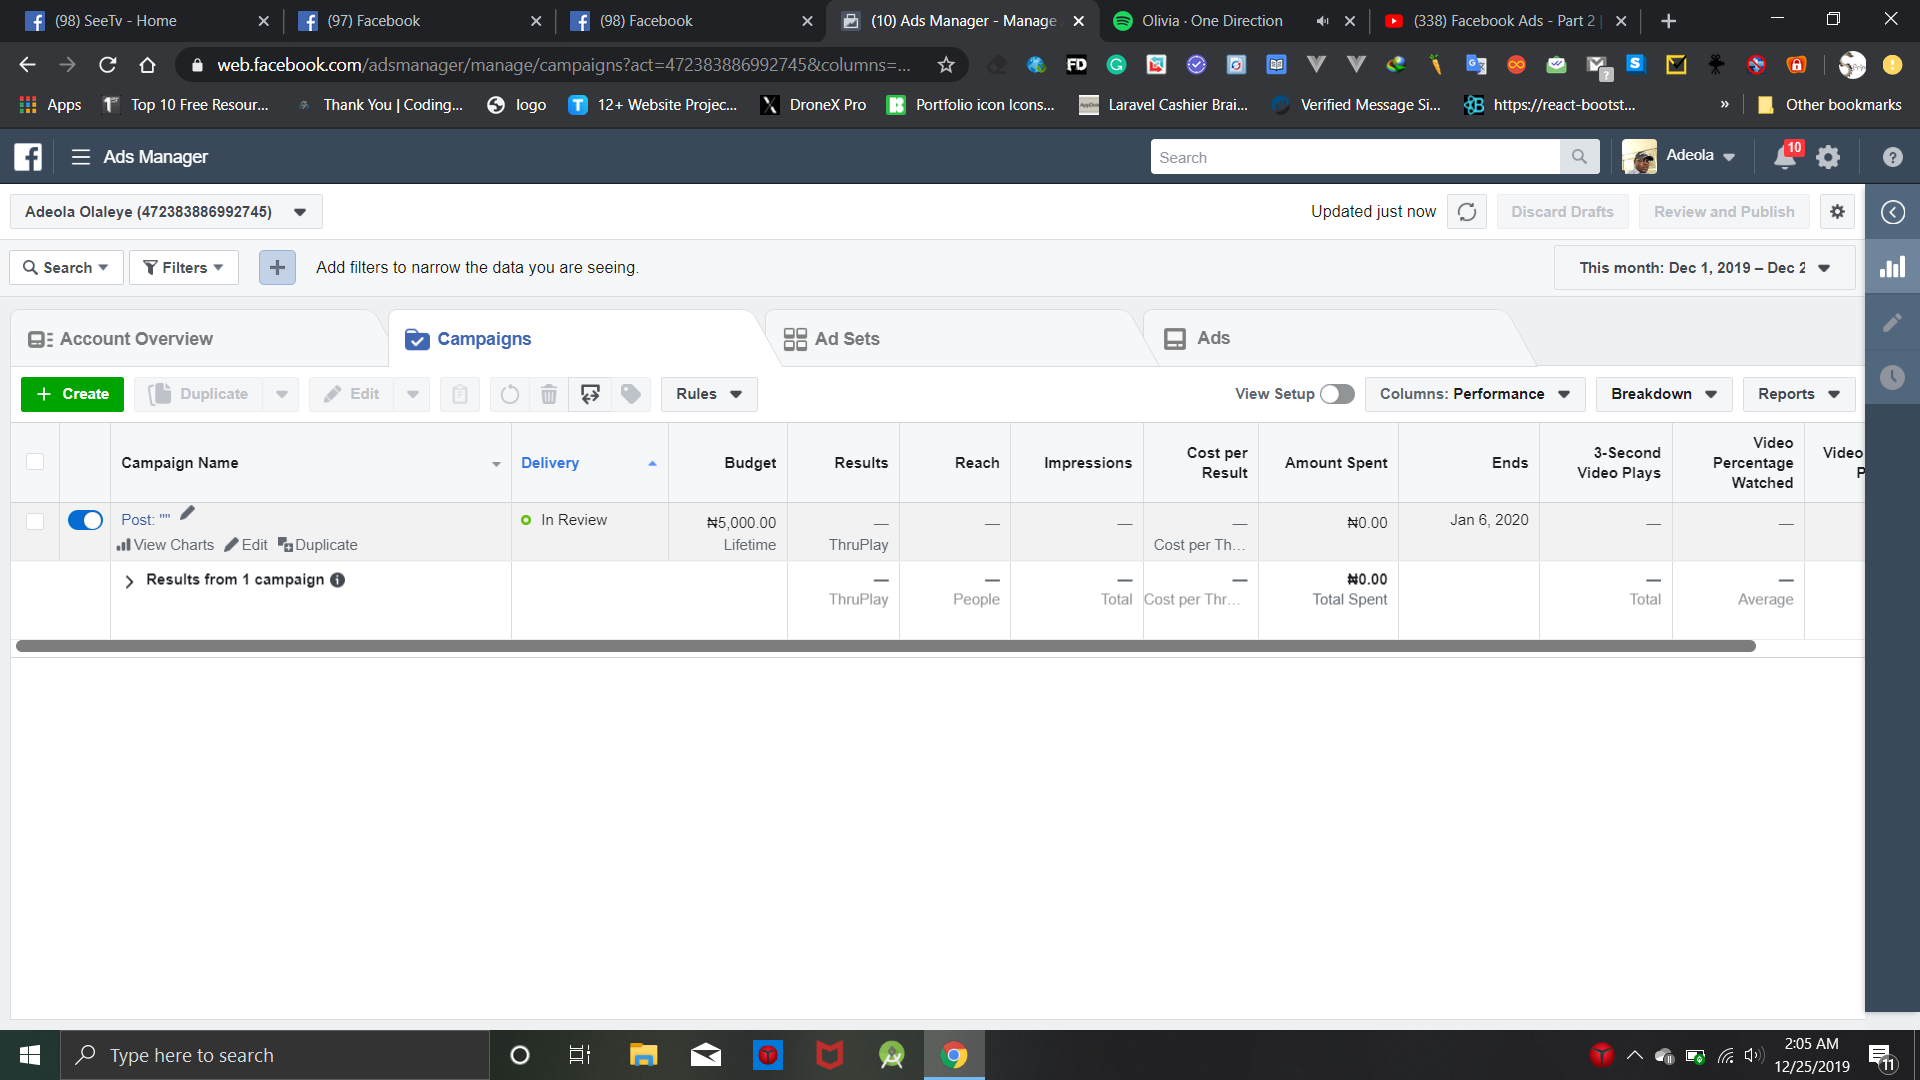 (98) SeeTv - Home
(97) Facebook
(98) Facebook
(10) Ads Manager - Manage
Olivia · One Direction
(338) Facebook Ads - Part 2 |
web.facebook.com/adsmanager/manage/campaigns?act=472383886992745&columns=...
Apps
Top 10 Free Resour...
Thank You | Coding...
logo
12+ Website Projec...
DroneX Pro
Portfolio icon Icons...
Laravel Cashier Brai...
Verified Message Si...
https://react-bootst...
»
Other bookmarks
Ads Manager
Search
Adeola
10
Adeola Olaleye (472383886992745)
Updated just now
Discard Drafts
Review and Publish
Search
Filters
Add filters to narrow the data you are seeing.
This month: Dec 1, 2019 – Dec 2
Account Overview
Campaigns
Ad Sets
Ads
+ Create
Duplicate
Edit
Rules
View Setup
Columns: Performance
Breakdown
Reports
Campaign Name
Delivery
Budget
Results
Reach
Impressions
Cost per
Result
Amount Spent
Ends
3-Second
Video Plays
Video
Percentage
Watched
Video
P
Post: ""
In Review
₦5,000.00
—
—
—
—
₦0.00
Jan 6, 2020
—
—
View Charts
Edit
Duplicate
Lifetime
ThruPlay
Cost per Th...
Results from 1 campaign
—
—
—
—
₦0.00
—
—
ThruPlay
People
Total
Cost per Thr...
Total Spent
Total
Average
Type here to search
2:05 AM
12/25/2019
11